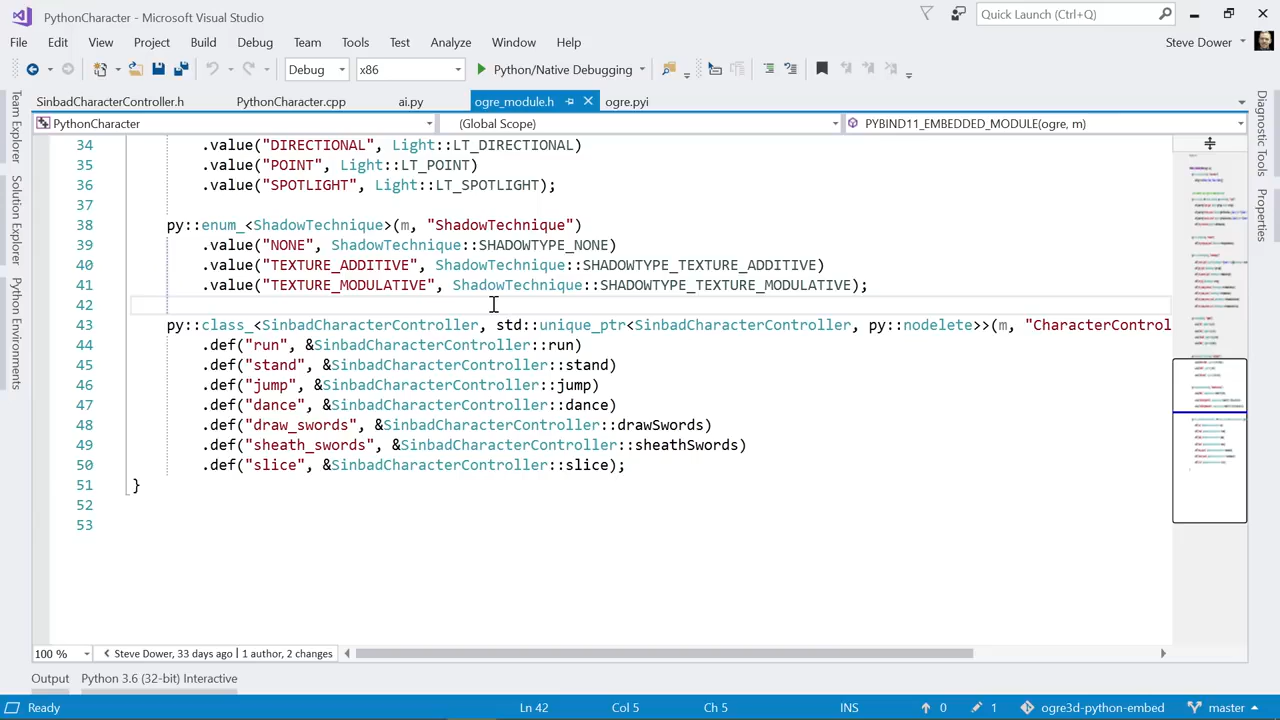 PythonCharacter - Microsoft Visual Studio
Quick Launch (Ctrl+Q)
File Edit View Project Build Debug Team Tools Test Analyze Window Help
Steve Dower
Debug x86 Python/Native Debugging
SinbadCharacterController.h PythonCharacter.cpp ai.py ogre_module.h ogre.pyi
PythonCharacter (Global Scope) PYBIND11_EMBEDDED_MODULE(ogre, m)
Team Explorer
Solution Explorer
Python Environments
Diagnostic Tools
Properties
34 .value("DIRECTIONAL", Light::LT_DIRECTIONAL)
35 .value("POINT", Light::LT_POINT)
36 .value("SPOTLIGHT", Light::LT_SPOTLIGHT);
37
38 py::enum_<ShadowTechnique>(m, "ShadowTechnique")
39 .value("NONE", ShadowTechnique::SHADOWTYPE_NONE)
40 .value("TEXTURE_ADDITIVE", ShadowTechnique::SHADOWTYPE_TEXTURE_ADDITIVE)
41 .value("TEXTURE_MODULATIVE", ShadowTechnique::SHADOWTYPE_TEXTURE_MODULATIVE);
42
43 py::class_<SinbadCharacterController, std::unique_ptr<SinbadCharacterController, py::nodelete>>(m, "CharacterControl
44 .def("run", &SinbadCharacterController::run)
45 .def("stand", &SinbadCharacterController::stand)
46 .def("jump", &SinbadCharacterController::jump)
47 .def("dance", &SinbadCharacterController::dance)
48 .def("draw_swords", &SinbadCharacterController::drawSwords)
49 .def("sheath_swords", &SinbadCharacterController::sheathSwords)
50 .def("slice", &SinbadCharacterController::slice);
51 }
52
53
100 % Steve Dower, 33 days ago | 1 author, 2 changes
Output Python 3.6 (32-bit) Interactive
Ready Ln 42 Col 5 Ch 5 INS 0 1 ogre3d-python-embed master